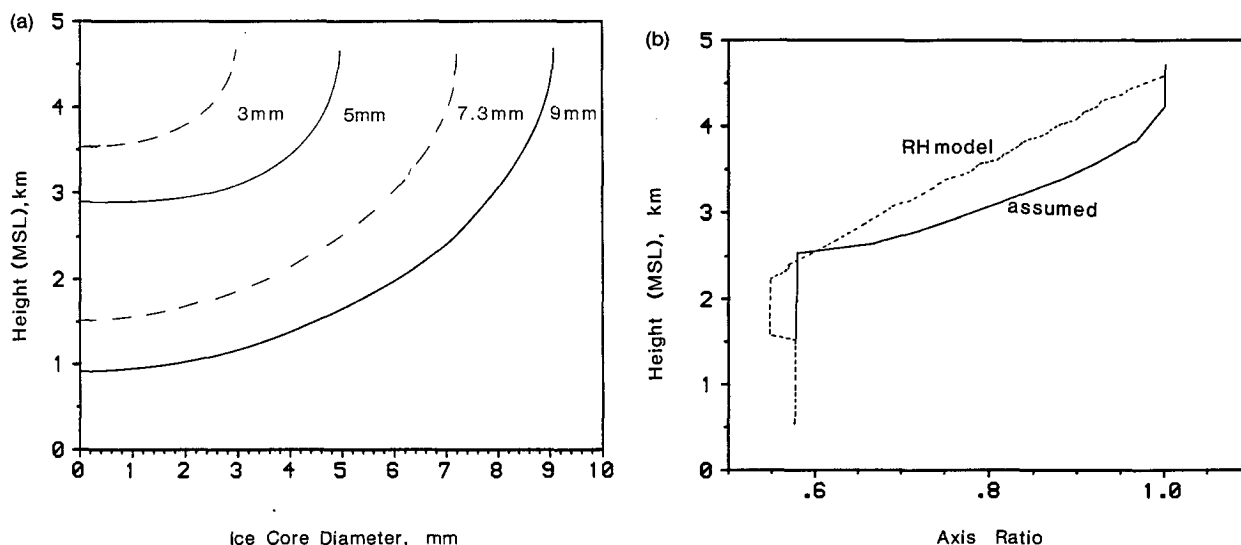 (a)
5
4
3
2
1
0
Height (MSL), km
3mm
5mm
7.3mm
9mm
0 1 2 3 4 5 6 7 8 9 10
Ice Core Diameter, mm
(b)
5
4
3
2
1
0
Height (MSL), km
RH model
assumed
.6 .8 1.0
Axis Ratio